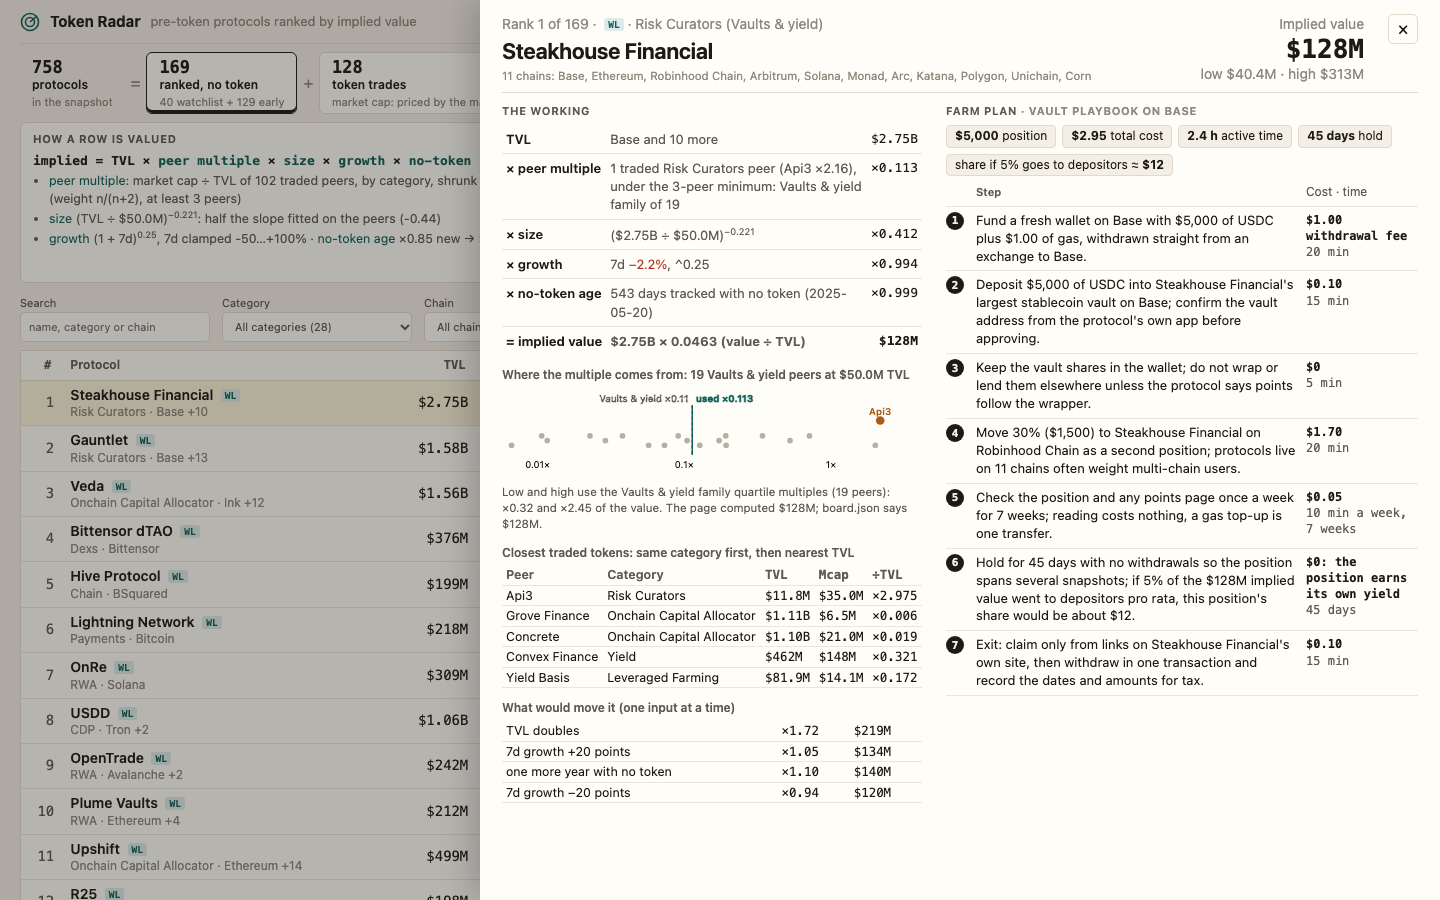 Token Radar pre-token protocols ranked by implied value
758
protocols
in the snapshot
=
169
ranked, no token
40 watchlist + 129 early
+
128
token trades
market cap: priced by the m
HOW A ROW IS VALUED
implied = TVL × peer multiple × size × growth × no-token
• peer multiple: market cap ÷ TVL of 102 traded peers, by category, shrunk
(weight n/(n+2), at least 3 peers)
• size (TVL ÷ $50.0M)^−0.221: half the slope fitted on the peers (-0.44)
• growth (1 + 7d)^0.25, 7d clamped -50…+100% · no-token age ×0.85 new →
Search
Category
Chain
name, category or chain
All categories (28)
All chain
# Protocol TVL
1 Steakhouse Financial WL $2.75B
Risk Curators · Base +10
2 Gauntlet WL $1.58B
Risk Curators · Base +13
3 Veda WL $1.56B
Onchain Capital Allocator · Ink +12
4 Bittensor dTAO WL $376M
Dexs · Bittensor
5 Hive Protocol WL $199M
Chain · BSquared
6 Lightning Network WL $218M
Payments · Bitcoin
7 OnRe WL $309M
RWA · Solana
8 USDD WL $1.06B
CDP · Tron +2
9 OpenTrade WL $242M
RWA · Avalanche +2
10 Plume Vaults WL $212M
RWA · Ethereum +4
11 Upshift WL $499M
Onchain Capital Allocator · Ethereum +14
R25 WL
Rank 1 of 169 · WL · Risk Curators (Vaults & yield)
Steakhouse Financial
11 chains: Base, Ethereum, Robinhood Chain, Arbitrum, Solana, Monad, Arc, Katana, Polygon, Unichain, Corn
Implied value
$128M
low $40.4M · high $313M
×
THE WORKING
TVL Base and 10 more $2.75B
× peer multiple 1 traded Risk Curators peer (Api3 ×2.16), ×0.113
under the 3-peer minimum: Vaults & yield
family of 19
× size ($2.75B ÷ $50.0M)^−0.221 ×0.412
× growth 7d −2.2%, ^0.25 ×0.994
× no-token age 543 days tracked with no token (2025- ×0.999
05-20)
= implied value $2.75B × 0.0463 (value ÷ TVL) $128M
Where the multiple comes from: 19 Vaults & yield peers at $50.0M TVL
Vaults & yield ×0.11 used ×0.113
Api3
0.01× 0.1× 1×
Low and high use the Vaults & yield family quartile multiples (19 peers):
×0.32 and ×2.45 of the value. The page computed $128M; board.json says
$128M.
Closest traded tokens: same category first, then nearest TVL
Peer Category TVL Mcap ÷TVL
Api3 Risk Curators $11.8M $35.0M ×2.975
Grove Finance Onchain Capital Allocator $1.11B $6.5M ×0.006
Concrete Onchain Capital Allocator $1.10B $21.0M ×0.019
Convex Finance Yield $462M $148M ×0.321
Yield Basis Leveraged Farming $81.9M $14.1M ×0.172
What would move it (one input at a time)
TVL doubles ×1.72 $219M
7d growth +20 points ×1.05 $134M
one more year with no token ×1.10 $140M
7d growth −20 points ×0.94 $120M
FARM PLAN · VAULT PLAYBOOK ON BASE
$5,000 position
$2.95 total cost
2.4 h active time
45 days hold
share if 5% goes to depositors ≈ $12
Step Cost · time
1 Fund a fresh wallet on Base with $5,000 of USDC $1.00
plus $1.00 of gas, withdrawn straight from an withdrawal fee
exchange to Base. 20 min
2 Deposit $5,000 of USDC into Steakhouse Financial's $0.10
largest stablecoin vault on Base; confirm the vault 15 min
address from the protocol's own app before
approving.
3 Keep the vault shares in the wallet; do not wrap or $0
lend them elsewhere unless the protocol says points 5 min
follow the wrapper.
4 Move 30% ($1,500) to Steakhouse Financial on $1.70
Robinhood Chain as a second position; protocols live 20 min
on 11 chains often weight multi-chain users.
5 Check the position and any points page once a week $0.05
for 7 weeks; reading costs nothing, a gas top-up is 10 min a week,
one transfer. 7 weeks
6 Hold for 45 days with no withdrawals so the position $0: the
spans several snapshots; if 5% of the $128M implied position earns
value went to depositors pro rata, this position's its own yield
share would be about $12. 45 days
7 Exit: claim only from links on Steakhouse Financial's $0.10
own site, then withdraw in one transaction and 15 min
record the dates and amounts for tax.